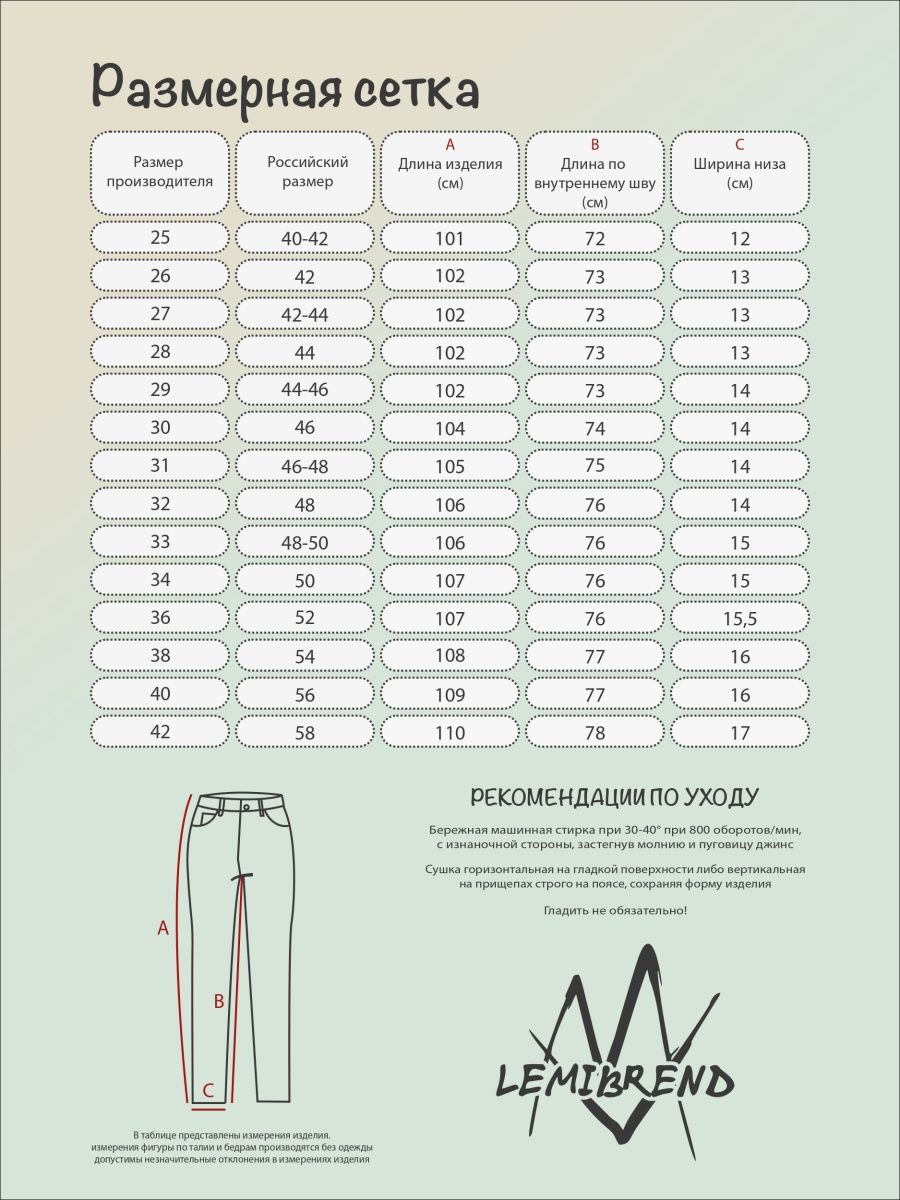 Размерная сетка
Размер
производителя
Российский
размер
A
Длина изделия
(см)
B
Длина по
внутреннему шву
(см)
C
Ширина низа
(см)
25 40-42 101 72 12
26 42 102 73 13
27 42-44 102 73 13
28 44 102 73 13
29 44-46 102 73 14
30 46 104 74 14
31 46-48 105 75 14
32 48 106 76 14
33 48-50 106 76 15
34 50 107 76 15
36 52 107 76 15,5
38 54 108 77 16
40 56 109 77 16
42 58 110 78 17
A
B
C
В таблице представлены измерения изделия.
измерения фигуры по талии и бедрам производятся без одежды
допустимы незначительные отклонения в измерениях изделия
РЕКОМЕНДАЦИИ ПО УХОДУ
Бережная машинная стирка при 30-40° при 800 оборотов/мин,
с изнаночной стороны, застегнув молнию и пуговицу джинс
Сушка горизонтальная на гладкой поверхности либо вертикальная
на прищепах строго на поясе, сохраняя форму изделия
Гладить не обязательно!
LEMIBREND